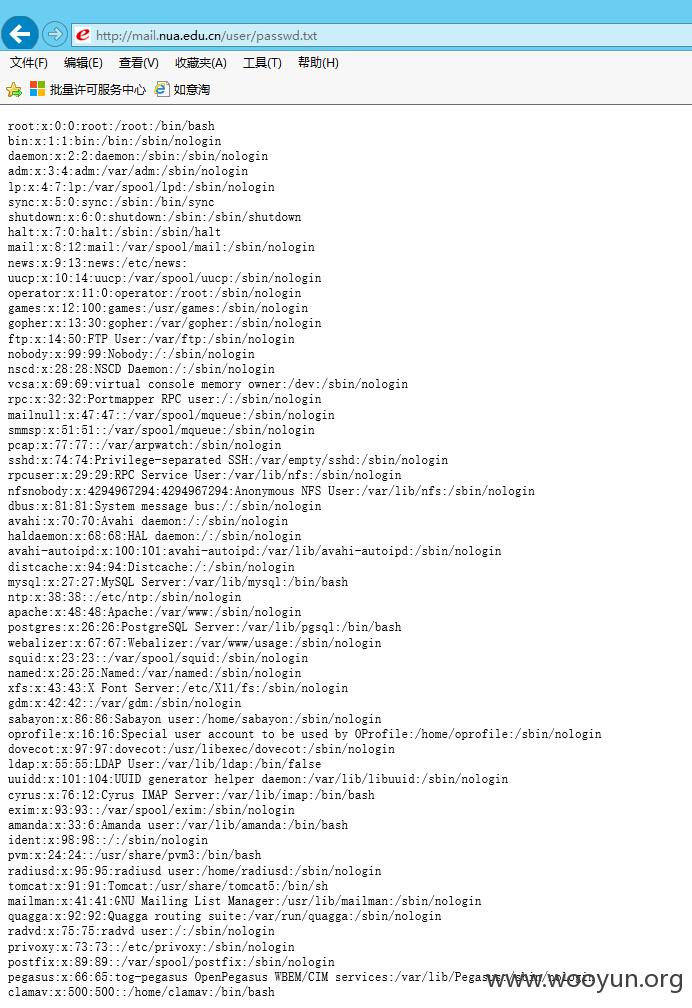 http://mail.nua.edu.cn/user/passwd.txt
文件(F) 编辑(E) 查看(V) 收藏夹(A) 工具(T) 帮助(H)
批量许可服务中心 如意淘
root:x:0:0:root:/root:/bin/bash
bin:x:1:1:bin:/bin:/sbin/nologin
daemon:x:2:2:daemon:/sbin:/sbin/nologin
adm:x:3:4:adm:/var/adm:/sbin/nologin
lp:x:4:7:lp:/var/spool/lpd:/sbin/nologin
sync:x:5:0:sync:/sbin:/bin/sync
shutdown:x:6:0:shutdown:/sbin:/sbin/shutdown
halt:x:7:0:halt:/sbin:/sbin/halt
mail:x:8:12:mail:/var/spool/mail:/sbin/nologin
news:x:9:13:news:/etc/news:
uucp:x:10:14:uucp:/var/spool/uucp:/sbin/nologin
operator:x:11:0:operator:/root:/sbin/nologin
games:x:12:100:games:/usr/games:/sbin/nologin
gopher:x:13:30:gopher:/var/gopher:/sbin/nologin
ftp:x:14:50:FTP User:/var/ftp:/sbin/nologin
nobody:x:99:99:Nobody:/:/sbin/nologin
nscd:x:28:28:NSCD Daemon:/:/sbin/nologin
vcsa:x:69:69:virtual console memory owner:/dev:/sbin/nologin
rpc:x:32:32:Portmapper RPC user:/:/sbin/nologin
mailnull:x:47:47::/var/spool/mqueue:/sbin/nologin
smmsp:x:51:51::/var/spool/mqueue:/sbin/nologin
pcap:x:77:77::/var/arpwatch:/sbin/nologin
sshd:x:74:74:Privilege-separated SSH:/var/empty/sshd:/sbin/nologin
rpcuser:x:29:29:RPC Service User:/var/lib/nfs:/sbin/nologin
nfsnobody:x:4294967294:4294967294:Anonymous NFS User:/var/lib/nfs:/sbin/nologin
dbus:x:81:81:System message bus:/:/sbin/nologin
avahi:x:70:70:Avahi daemon:/:/sbin/nologin
haldaemon:x:68:68:HAL daemon:/:/sbin/nologin
avahi-autoipd:x:100:101:avahi-autoipd:/var/lib/avahi-autoipd:/sbin/nologin
distcache:x:94:94:Distcache:/:/sbin/nologin
mysql:x:27:27:MySQL Server:/var/lib/mysql:/bin/bash
ntp:x:38:38::/etc/ntp:/sbin/nologin
apache:x:48:48:Apache:/var/www:/sbin/nologin
postgres:x:26:26:PostgreSQL Server:/var/lib/pgsql:/bin/bash
webalizer:x:67:67:Webalizer:/var/www/usage:/sbin/nologin
squid:x:23:23::/var/spool/squid:/sbin/nologin
named:x:25:25:Named:/var/named:/sbin/nologin
xfs:x:43:43:X Font Server:/etc/X11/fs:/sbin/nologin
gdm:x:42:42::/var/gdm:/sbin/nologin
sabayon:x:86:86:Sabayon user:/home/sabayon:/sbin/nologin
oprofile:x:16:16:Special user account to be used by OProfile:/home/oprofile:/sbin/nologin
dovecot:x:97:97:dovecot:/usr/libexec/dovecot:/sbin/nologin
ldap:x:55:55:LDAP User:/var/lib/ldap:/bin/false
uuidd:x:101:104:UUID generator helper daemon:/var/lib/libuuid:/sbin/nologin
cyrus:x:76:12:Cyrus IMAP Server:/var/lib/imap:/bin/bash
exim:x:93:93::/var/spool/exim:/sbin/nologin
amanda:x:33:6:Amanda user:/var/lib/amanda:/bin/bash
ident:x:98:98::/:/sbin/nologin
pvm:x:24:24::/usr/share/pvm3:/bin/bash
radiusd:x:95:95:radiusd user:/home/radiusd:/sbin/nologin
tomcat:x:91:91:Tomcat:/usr/share/tomcat5:/bin/sh
mailman:x:41:41:GNU Mailing List Manager:/usr/lib/mailman:/sbin/nologin
quagga:x:92:92:Quagga routing suite:/var/run/quagga:/sbin/nologin
radvd:x:75:75:radvd user:/:/sbin/nologin
privoxy:x:73:73::/etc/privoxy:/sbin/nologin
postfix:x:89:89::/var/spool/postfix:/sbin/nologin
pegasus:x:66:65:tog-pegasus OpenPegasus WBEM/CIM services:/var/lib/Pegasus:/sbin/nologin
clamav:x:500:500::/home/clamav:/bin/bash
www.wooyun.org